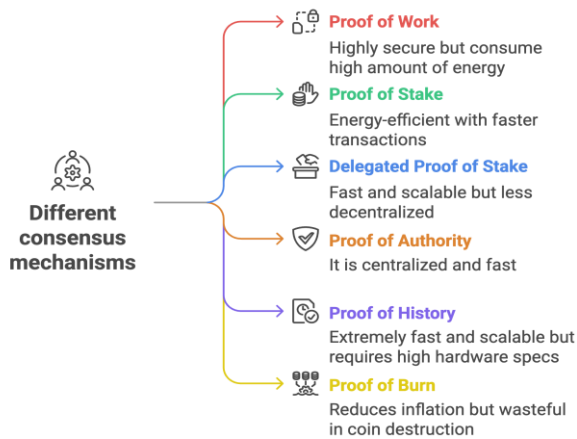 Different
consensus
mechanisms
Proof of Work
Highly secure but consume
high amount of energy
Proof of Stake
Energy-efficient with faster
transactions
Delegated Proof of Stake
Fast and scalable but less
decentralized
Proof of Authority
It is centralized and fast
Proof of History
Extremely fast and scalable but
requires high hardware specs
Proof of Burn
Reduces inflation but wasteful
in coin destruction